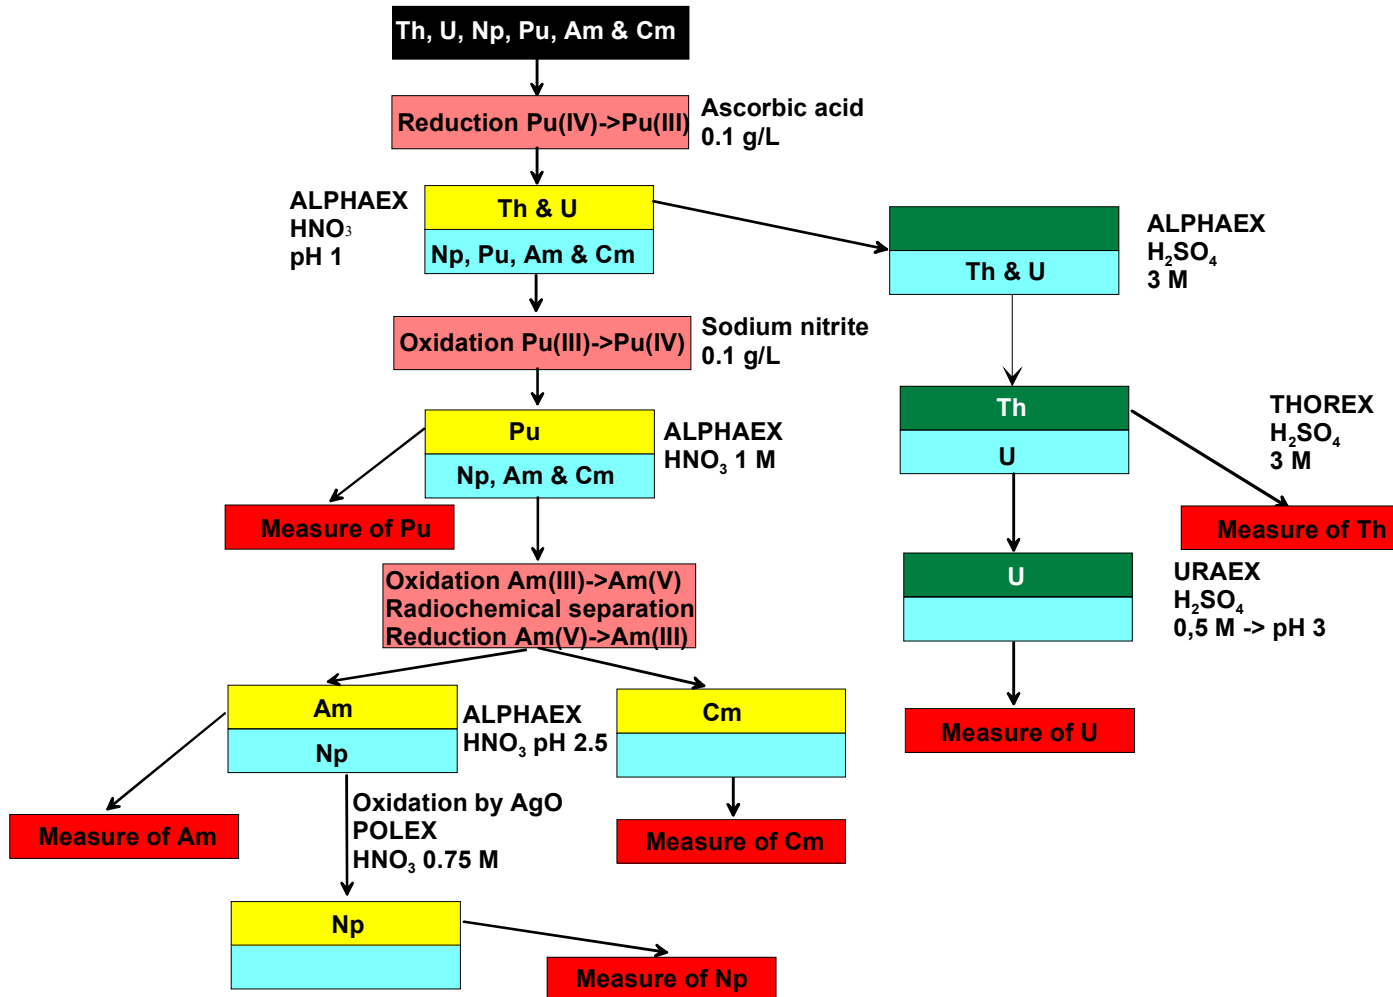 Th, U, Np, Pu, Am & Cm
Reduction Pu(IV)->Pu(III)
Ascorbic acid
0.1 g/L
ALPHAEX
HNO3
pH 1
Th & U
Np, Pu, Am & Cm
ALPHAEX
H2SO4
3 M
Th & U
Oxidation Pu(III)->Pu(IV)
Sodium nitrite
0.1 g/L
Pu
Np, Am & Cm
ALPHAEX
HNO3 1 M
Th
U
THOREX
H2SO4
3 M
Measure of Pu
Measure of Th
Oxidation Am(III)->Am(V)
Radiochemical separation
Reduction Am(V)->Am(III)
U
URAEX
H2SO4
0,5 M -> pH 3
Am
Np
ALPHAEX
HNO3 pH 2.5
Cm
Measure of U
Measure of Am
Oxidation by AgO
POLEX
HNO3 0.75 M
Measure of Cm
Np
Measure of Np